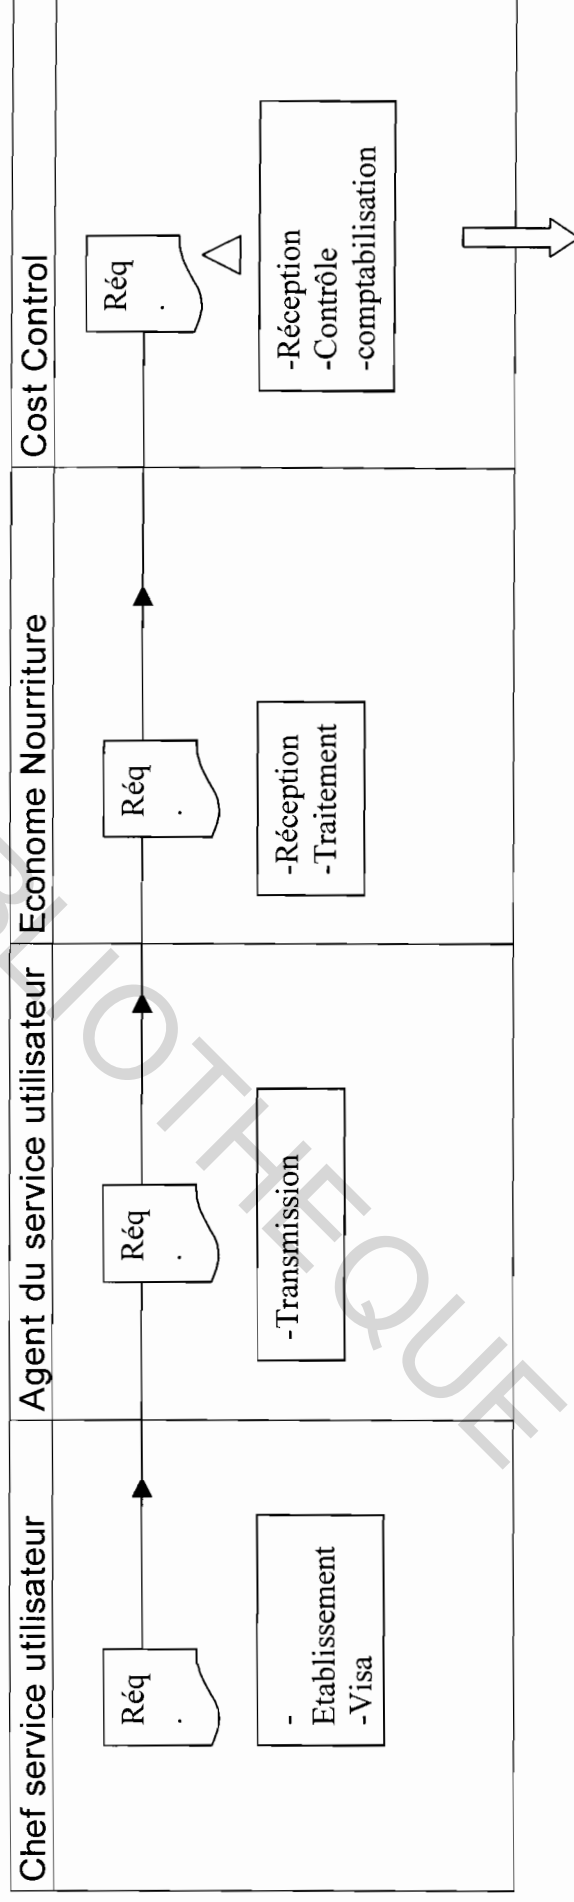 Chef service utilisateur
Agent du service utilisateur
Econome Nourriture
Cost Control
Réq
.
Réq
.
Réq
.
Réq
.
-
Etablissement
-Visa
-Transmission
-Réception
-Traitement
-Réception
-Contrôle
-comptabilisation
BLIOTHEQUE